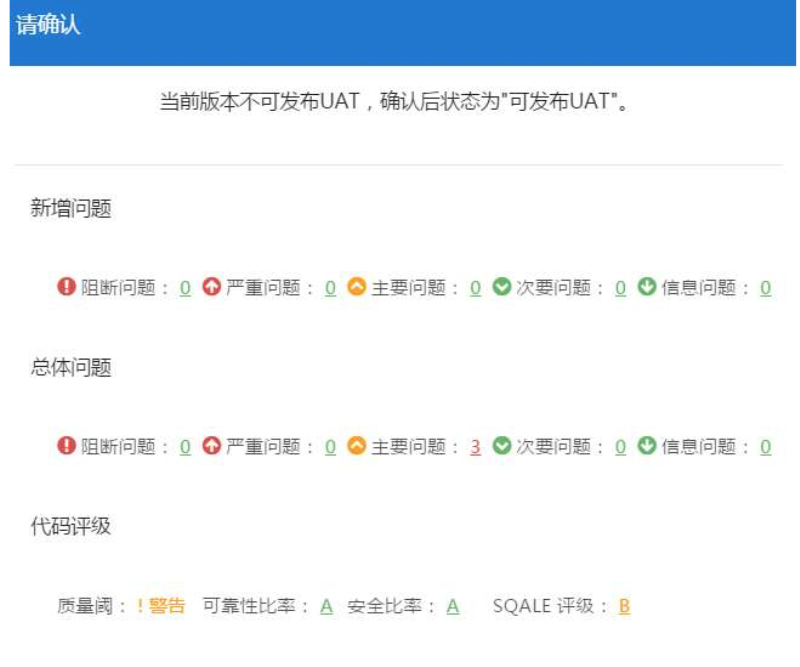 请确认
当前版本不可发布UAT，确认后状态为"可发布UAT"。
新增问题
阻断问题：0 严重问题：0 主要问题：0 次要问题：0 信息问题：0
总体问题
阻断问题：0 严重问题：0 主要问题：3 次要问题：0 信息问题：0
代码评级
质量阈：！警告 可靠性比率：A 安全比率：A SQALE 评级：B